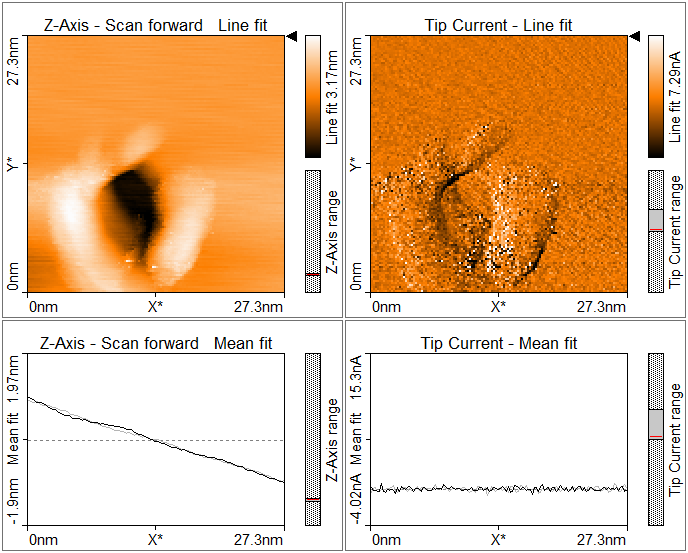 Z-Axis - Scan forward Line fit
27.3nm
Y*
0nm
0nm
X*
27.3nm
Line fit 3.17nm
Z-Axis range
Tip Current - Line fit
27.3nm
Y*
0nm
0nm
X*
27.3nm
Line fit 7.29nA
Tip Current range
Z-Axis - Scan forward Mean fit
1.97nm
Mean fit
-1.9nm
0nm
X*
27.3nm
Z-Axis range
Tip Current - Mean fit
15.3nA
Mean fit
-4.02nA
0nm
X*
27.3nm
Tip Current range